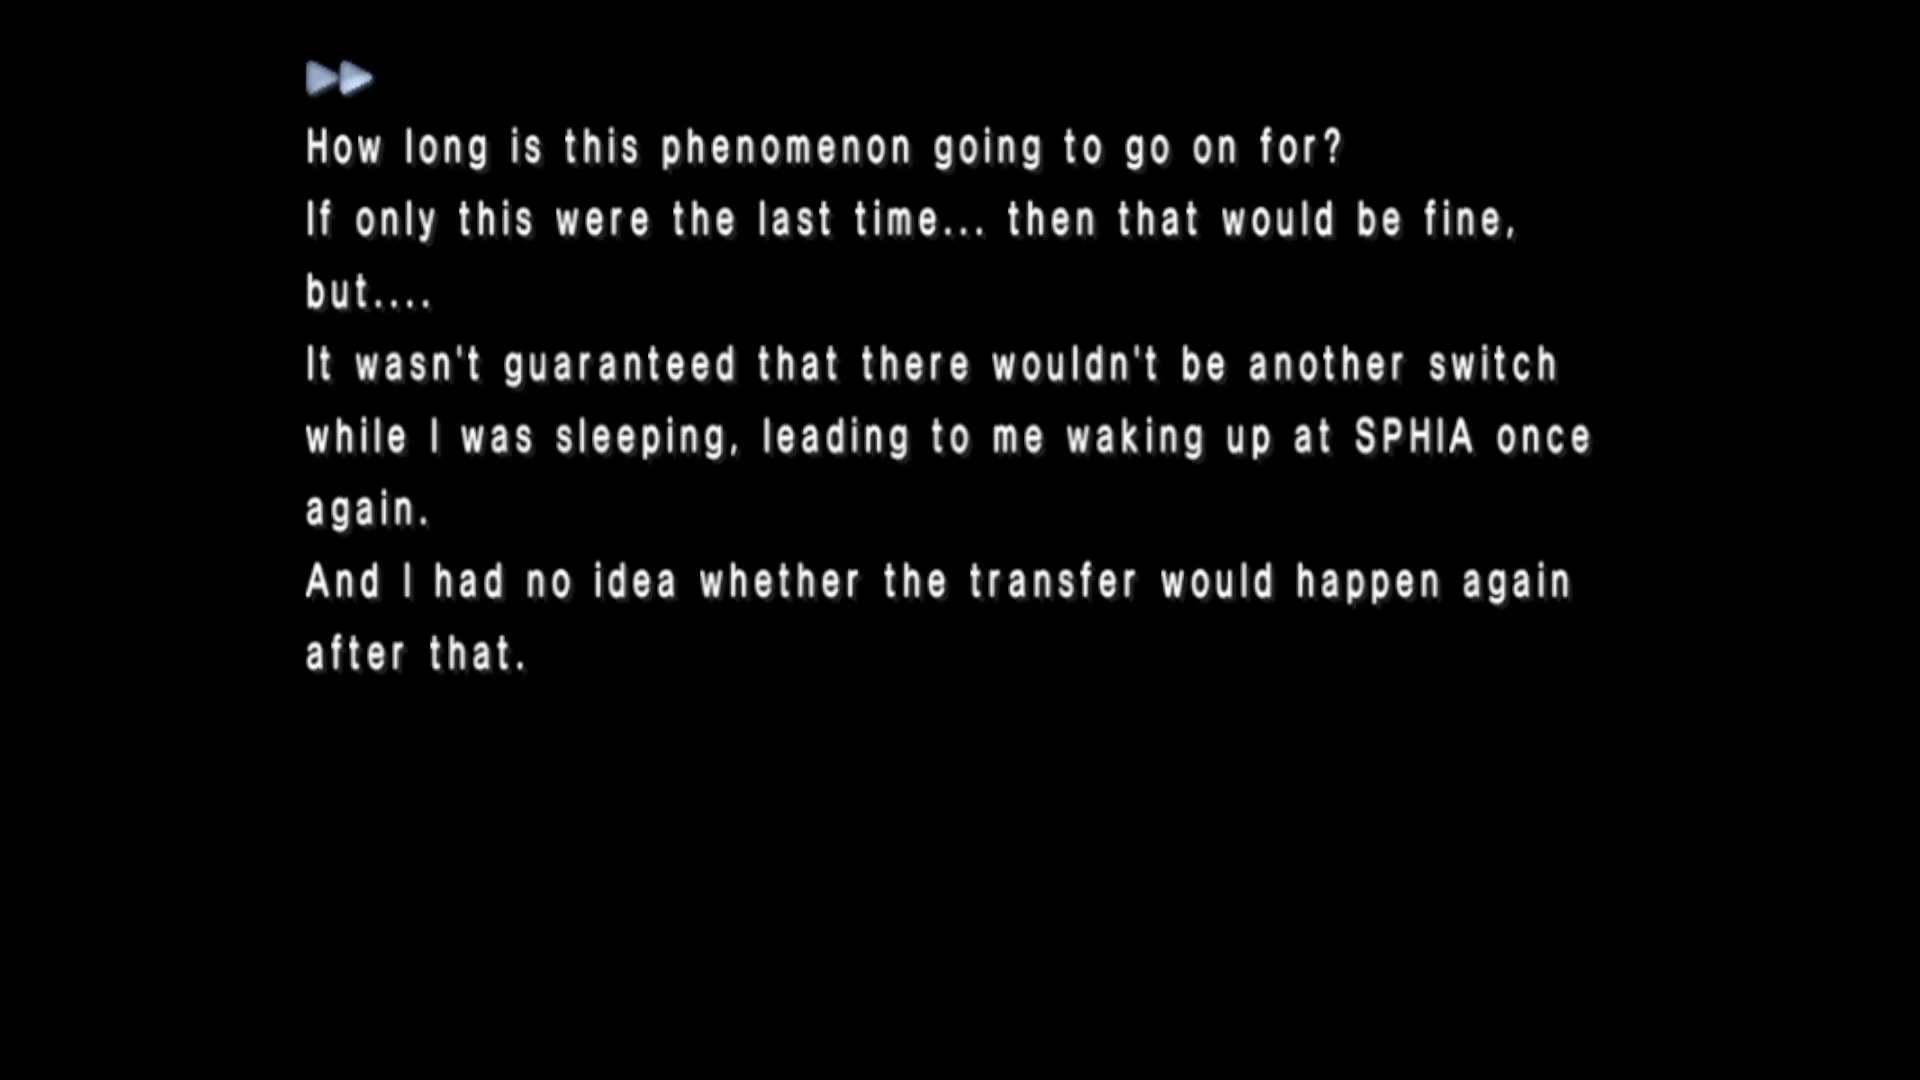 How long is this phenomenon going to go on for?
If only this were the last time... then that would be fine,
but....
It wasn't guaranteed that there wouldn't be another switch
while I was sleeping, leading to me waking up at SPHIA once
again.
And I had no idea whether the transfer would happen again
after that.